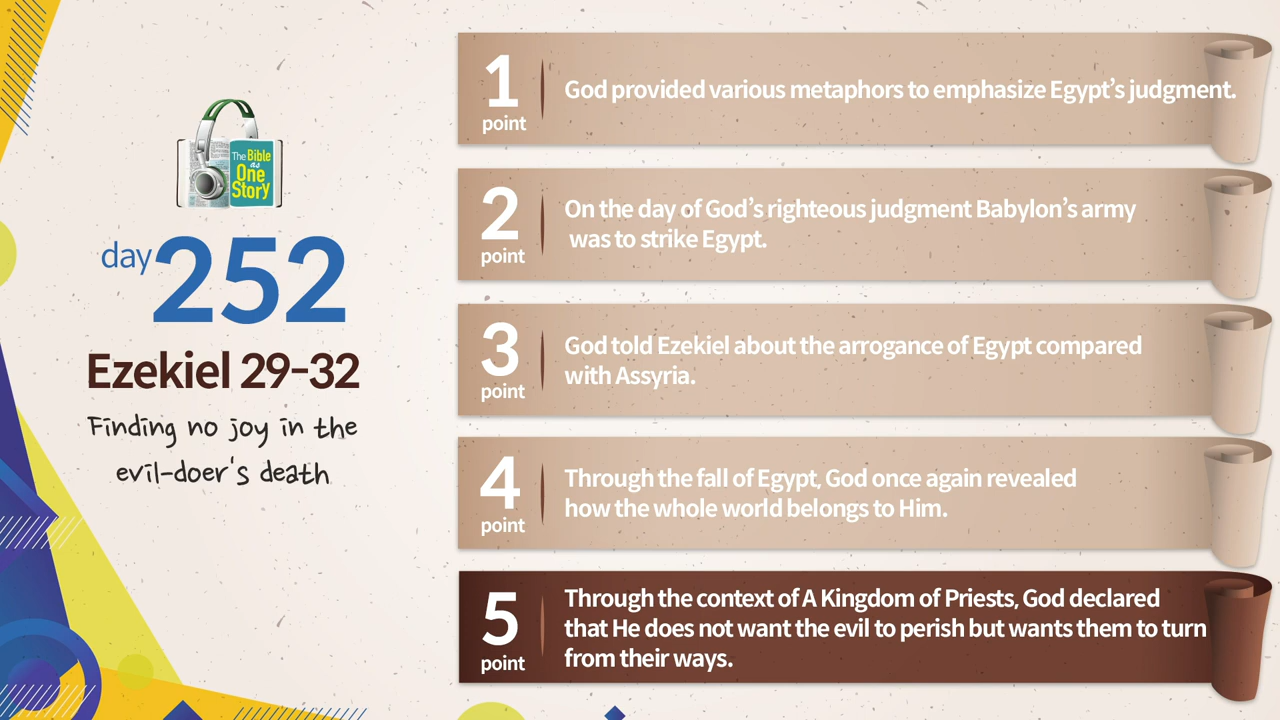 The Bible
as
One
Story
day 252
Ezekiel 29-32
Finding no joy in the
evil-doer's death
1
point
God provided various metaphors to emphasize Egypt's judgment.
2
point
On the day of God's righteous judgment Babylon's army
was to strike Egypt.
3
point
God told Ezekiel about the arrogance of Egypt compared
with Assyria.
4
point
Through the fall of Egypt, God once again revealed
how the whole world belongs to Him.
5
point
Through the context of A Kingdom of Priests, God declared
that He does not want the evil to perish but wants them to turn
from their ways.